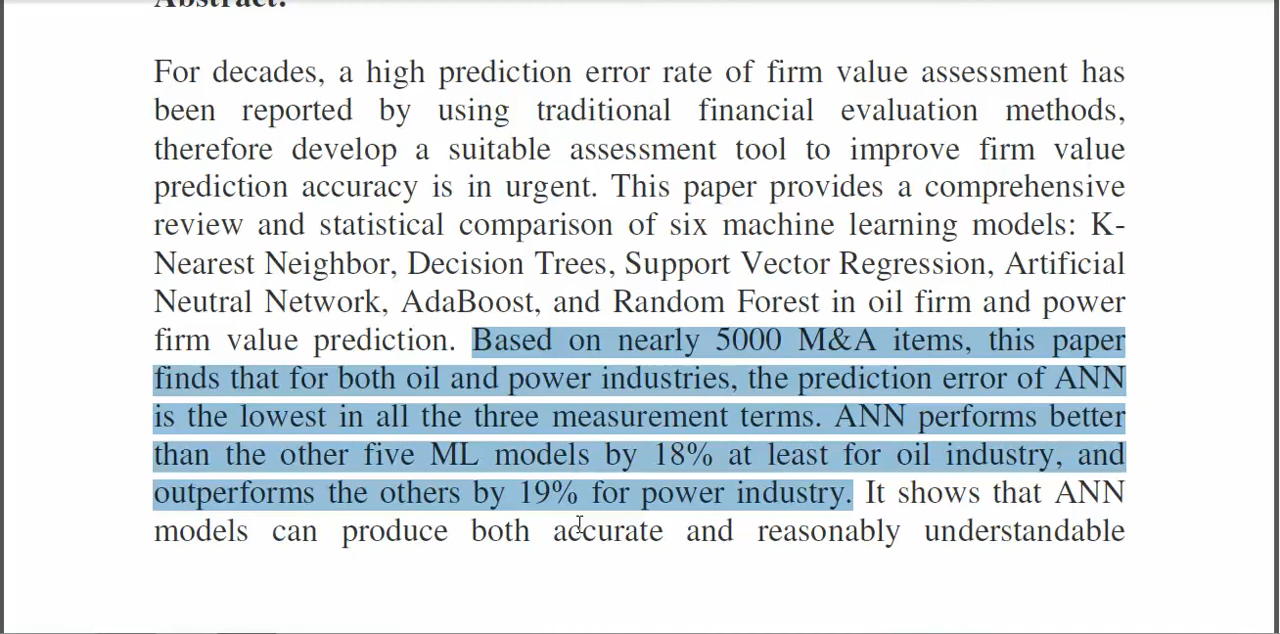 Abstract:
For decades, a high prediction error rate of firm value assessment has
been reported by using traditional financial evaluation methods,
therefore develop a suitable assessment tool to improve firm value
prediction accuracy is in urgent. This paper provides a comprehensive
review and statistical comparison of six machine learning models: K-
Nearest Neighbor, Decision Trees, Support Vector Regression, Artificial
Neutral Network, AdaBoost, and Random Forest in oil firm and power
firm value prediction. Based on nearly 5000 M&A items, this paper
finds that for both oil and power industries, the prediction error of ANN
is the lowest in all the three measurement terms. ANN performs better
than the other five ML models by 18% at least for oil industry, and
outperforms the others by 19% for power industry. It shows that ANN
models can produce both accurate and reasonably understandable